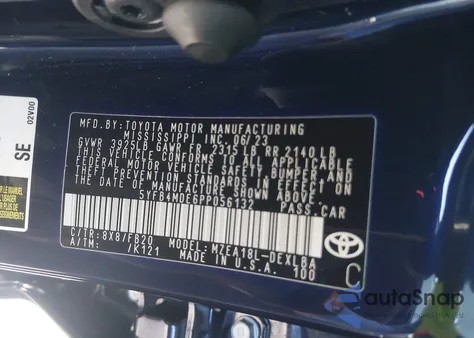 MFD.BY:TOYOTA MOTOR MANUFACTURING
MISSISSIPPI INC. 06/23
GVWR 3925LB GAWR FR 2315 LB RR 2140 LB
THIS VEHICLE CONFORMS TO ALL APPLICABLE
FEDERAL MOTOR VEHICLE SAFETY, BUMPER, AND
THEFT PREVENTION STANDARDS IN EFFECT ON
THE DATE OF MANUFACTURE SHOWN ABOVE.
5YFB4MDE6PP056132 PASS.CAR
C/TR:8X8/FB20 MODEL:MZEA18L-DEXLBA
A/TM: /K121 MADE IN U.S.A. 100
TOYOTA
C
02V00
SE
autoSnap